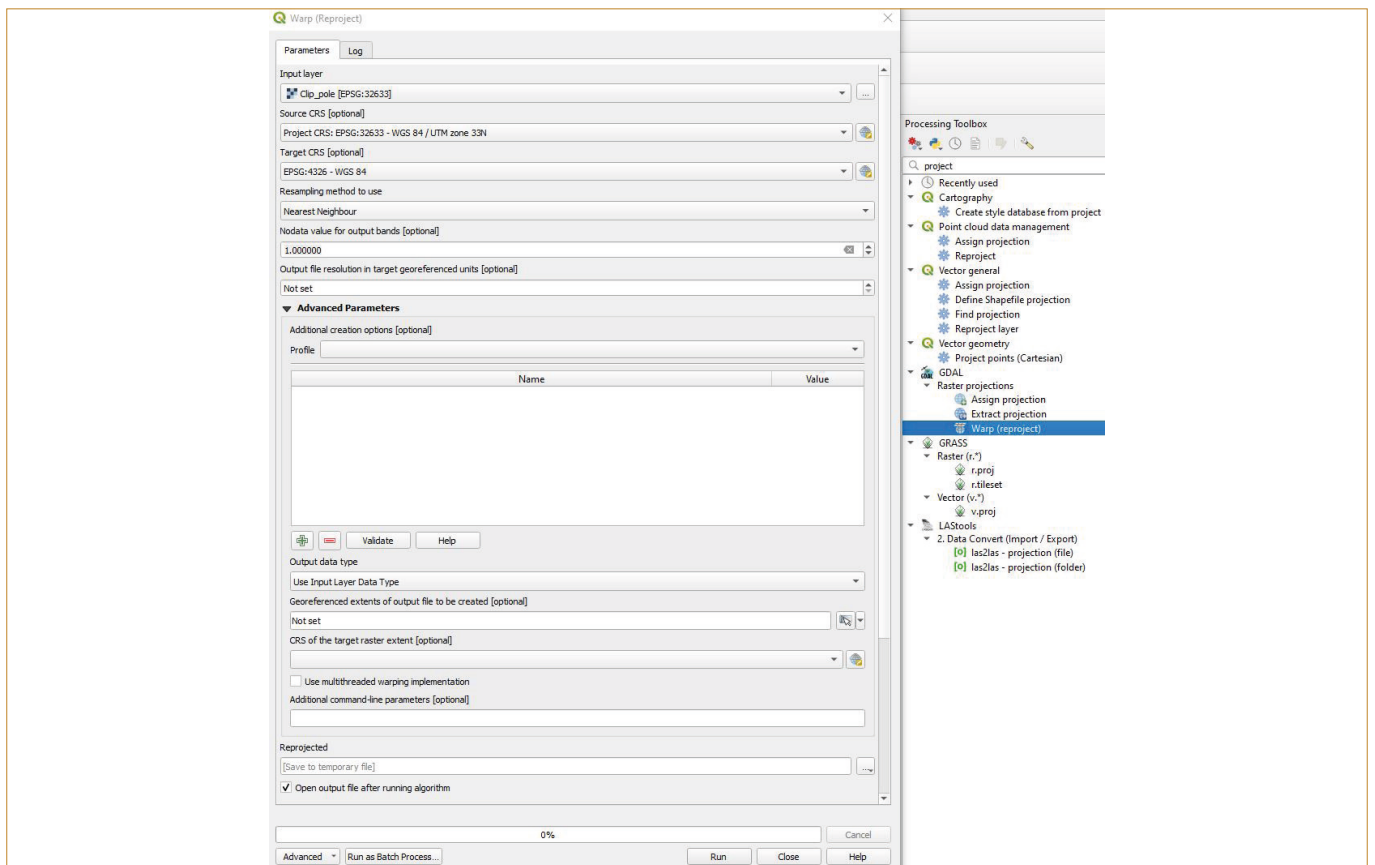 Warp (Reproject)
Parameters
Log
Input layer
Clip_pole [EPSG:32633]
...
Source CRS [optional]
Project CRS: EPSG:32633 - WGS 84 / UTM zone 33N
Target CRS [optional]
EPSG:4326 - WGS 84
Resampling method to use
Nearest Neighbour
Nodata value for output bands [optional]
1.000000
Output file resolution in target georeferenced units [optional]
Not set
Advanced Parameters
Additional creation options [optional]
Profile
Name Value
Validate Help
Output data type
Use Input Layer Data Type
Georeferenced extents of output file to be created [optional]
Not set
CRS of the target raster extent [optional]
Use multithreaded warping implementation
Additional command-line parameters [optional]
Reprojected
[Save to temporary file]
...
Open output file after running algorithm
0%
Cancel
Advanced Run as Batch Process... Run Close Help
Processing Toolbox
project
Recently used
Cartography
Create style database from project
Point cloud data management
Assign projection
Reproject
Vector general
Assign projection
Define Shapefile projection
Find projection
Reproject layer
Vector geometry
Project points (Cartesian)
GDAL
Raster projections
Assign projection
Extract projection
Warp (reproject)
GRASS
Raster (r.*)
r.proj
r.tileset
Vector (v.*)
v.proj
LAStools
2. Data Convert (Import / Export)
[o] las2las - projection (file)
[o] las2las - projection (folder)